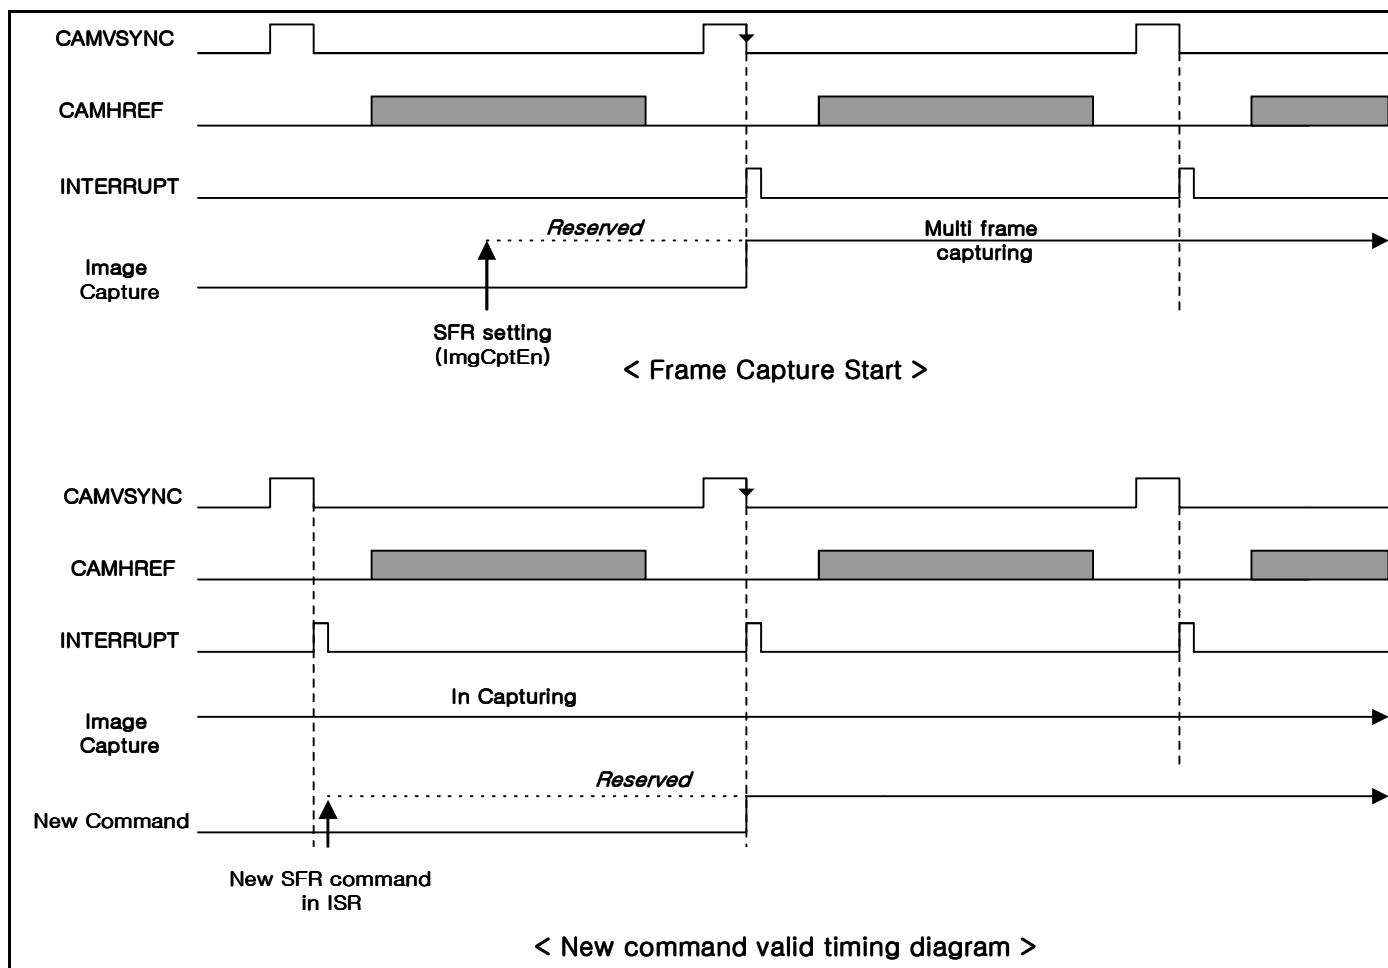 CAMVSYNC
CAMHREF
INTERRUPT
Reserved
Multi frame
capturing
Image
Capture
SFR setting
(ImgCptEn)
< Frame Capture Start >
CAMVSYNC
CAMHREF
INTERRUPT
In Capturing
Image
Capture
Reserved
New Command
New SFR command
in ISR
< New command valid timing diagram >